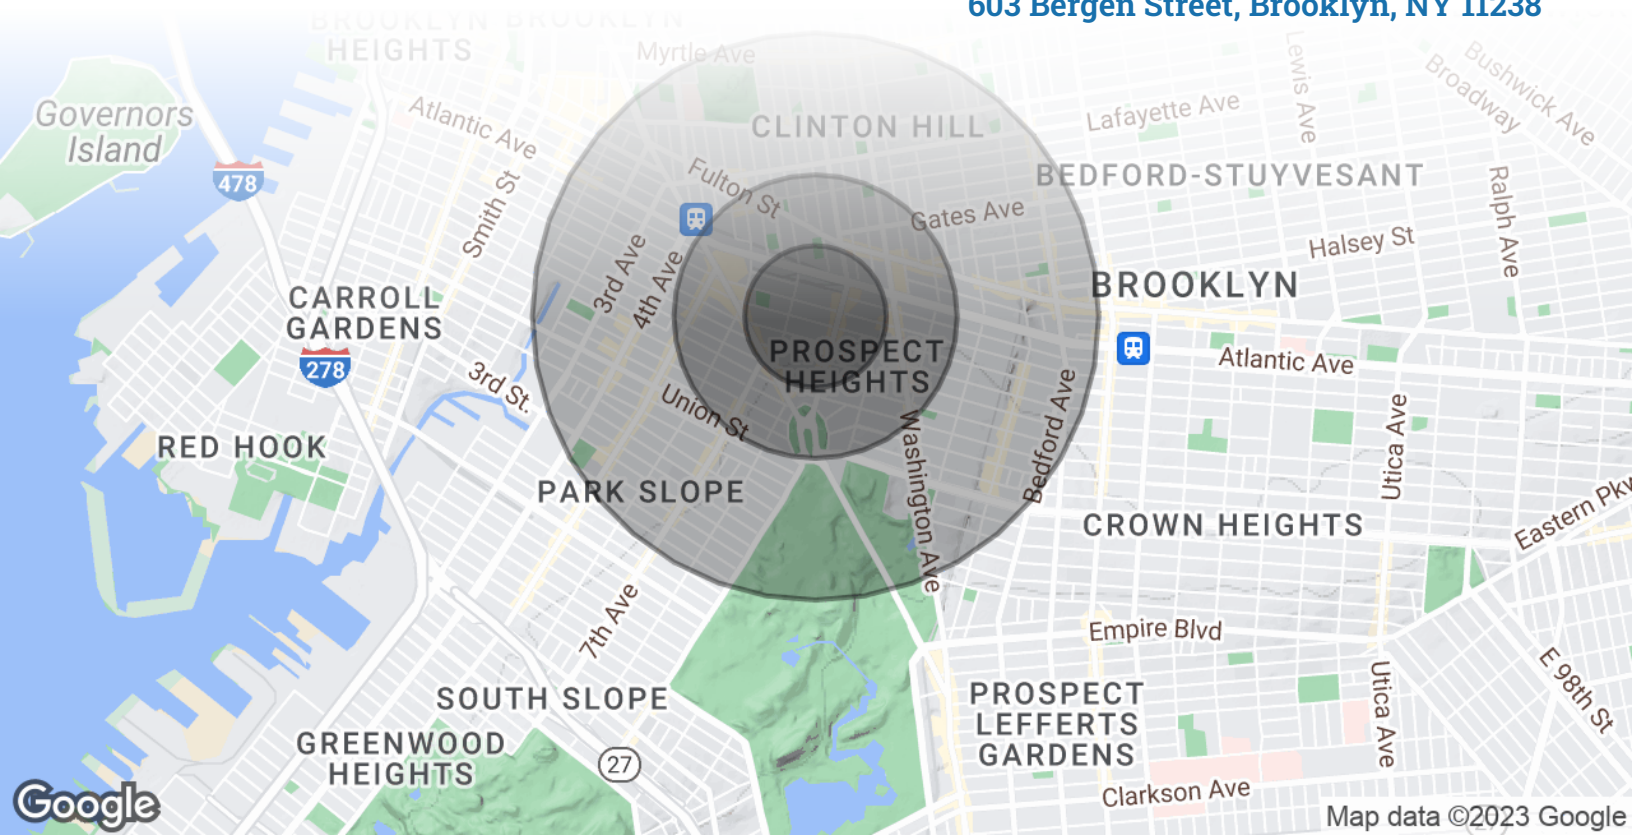 603 Bergen Street, Brooklyn, NY 11238
BROOKLYN
HEIGHTS
BROOKLYN
Myrtle Ave
Governors
Island
Atlantic Ave
CLINTON HILL
Lafayette Ave
Lewis Ave
Broadway
Bushwick Ave
478
Smith St
Fulton St
Gates Ave
BEDFORD-STUYVESANT
Halsey St
Ralph Ave
3rd Ave
4th Ave
CARROLL
GARDENS
BROOKLYN
278
3rd St.
PROSPECT
HEIGHTS
Atlantic Ave
Union St
Washington Ave
Bedford Ave
Utica Ave
RED HOOK
PARK SLOPE
CROWN HEIGHTS
Eastern Pkwy
7th Ave
Empire Blvd
E 98th St
SOUTH SLOPE
PROSPECT
LEFFERTS
GARDENS
Utica Ave
GREENWOOD
HEIGHTS
27
Clarkson Ave
Google
Map data ©2023 Google